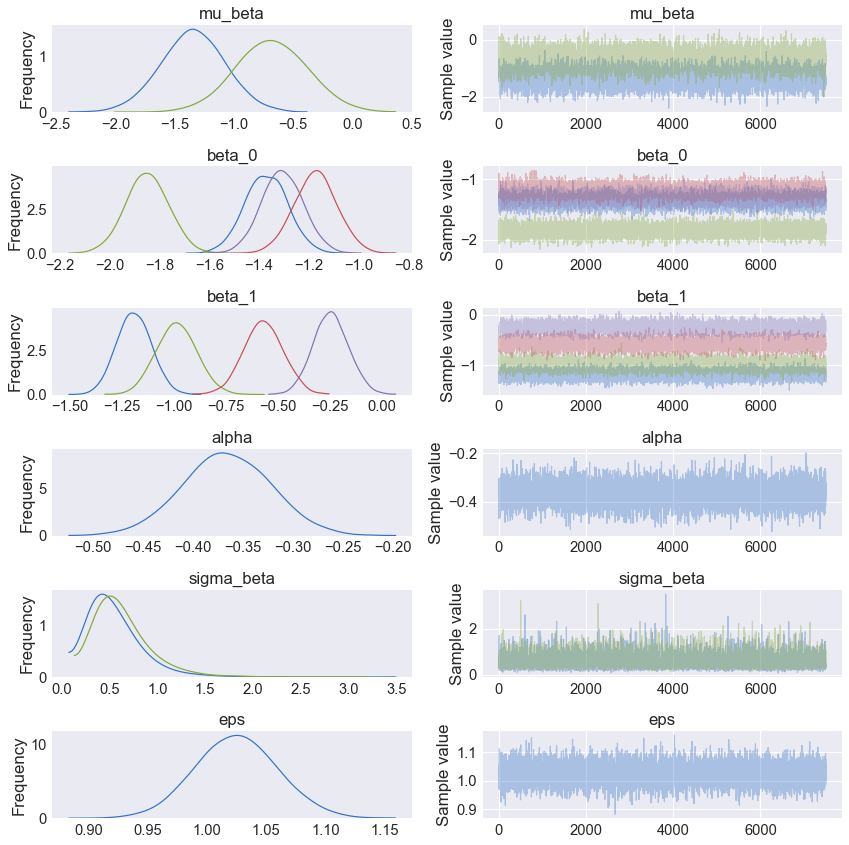 mu_beta
Frequency
1
0
−2.5 −2.0 −1.5 −1.0 −0.5 0.0 0.5
mu_beta
Sample value
0
−2
0 2000 4000 6000
beta_0
Frequency
2.5
0.0
−2.2 −2.0 −1.8 −1.6 −1.4 −1.2 −1.0 −0.8
beta_0
Sample value
−1
−2
0 2000 4000 6000
beta_1
Frequency
2.5
0.0
−1.50 −1.25 −1.00 −0.75 −0.50 −0.25 0.00
beta_1
Sample value
0
−1
0 2000 4000 6000
alpha
Frequency
5
0
−0.50 −0.45 −0.40 −0.35 −0.30 −0.25 −0.20
alpha
Sample value
−0.2
−0.4
0 2000 4000 6000
sigma_beta
Frequency
1
0
0.0 0.5 1.0 1.5 2.0 2.5 3.0 3.5
sigma_beta
Sample value
2
0
0 2000 4000 6000
eps
Frequency
10
0
0.90 0.95 1.00 1.05 1.10 1.15
eps
Sample value
1.1
1.0
0.9
0 2000 4000 6000